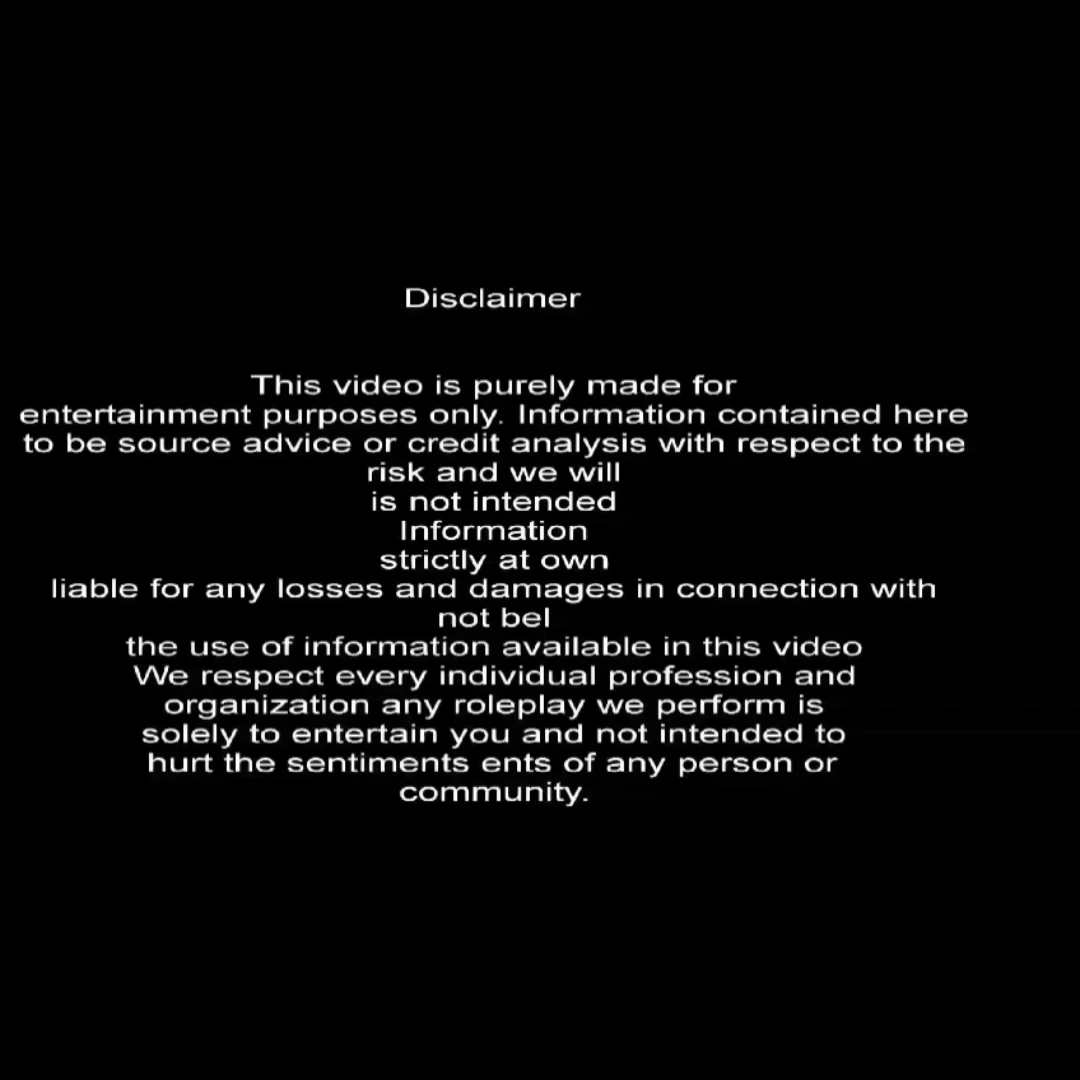 Disclaimer
This video is purely made for
entertainment purposes only. Information contained here
to be source advice or credit analysis with respect to the
risk and we will
is not intended
Information
strictly at own
liable for any losses and damages in connection with
not bel
the use of information available in this video
We respect every individual profession and
organization any roleplay we perform is
solely to entertain you and not intended to
hurt the sentiments ents of any person or
community.